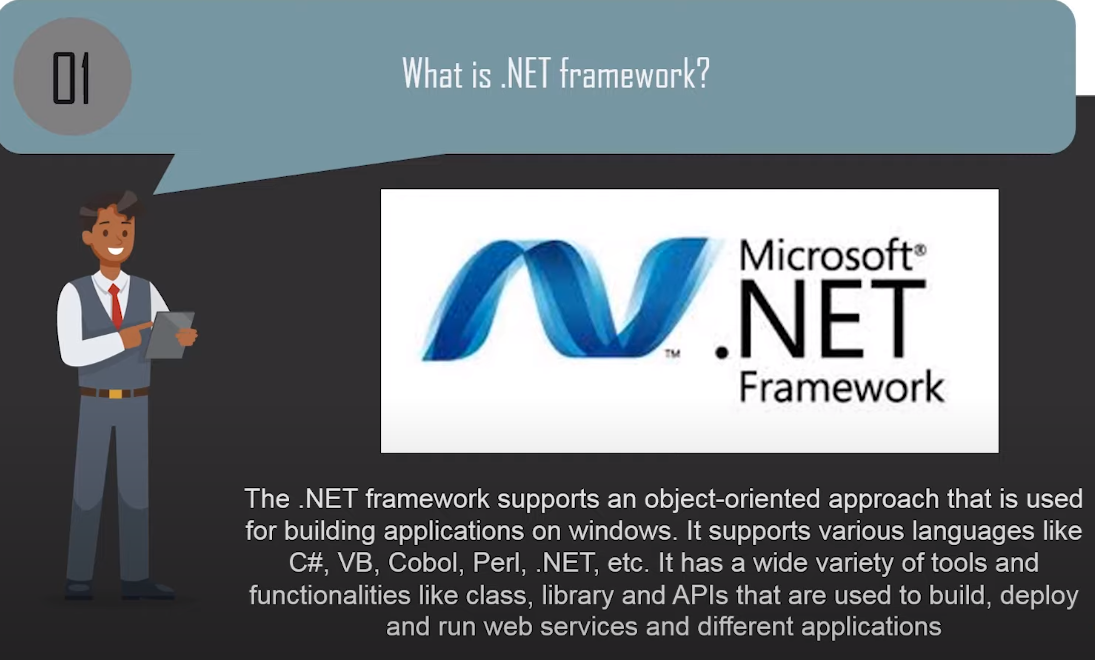 01
What is .NET framework?
Microsoft®
.NET
Framework
TM
The .NET framework supports an object-oriented approach that is used
for building applications on windows. It supports various languages like
C#, VB, Cobol, Perl, .NET, etc. It has a wide variety of tools and
functionalities like class, library and APIs that are used to build, deploy
and run web services and different applications